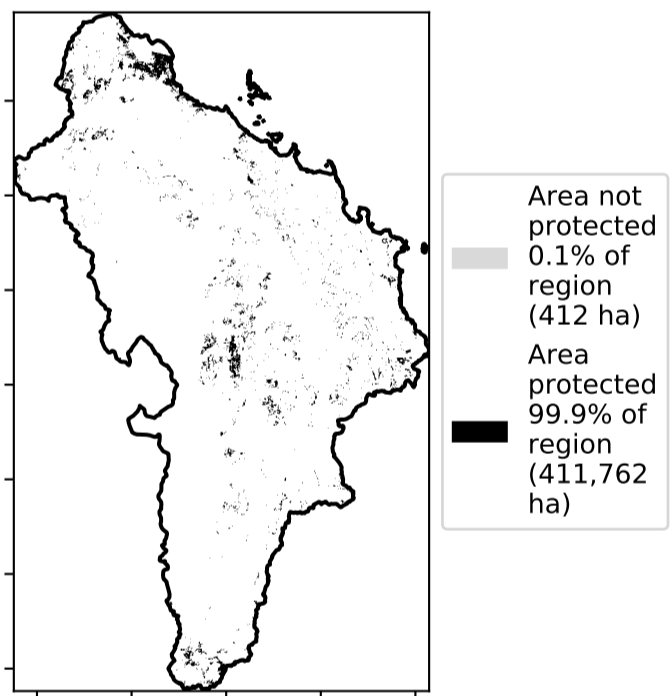 Area not
protected
0.1% of
region
(412 ha)
Area
protected
99.9% of
region
(411,762
ha)